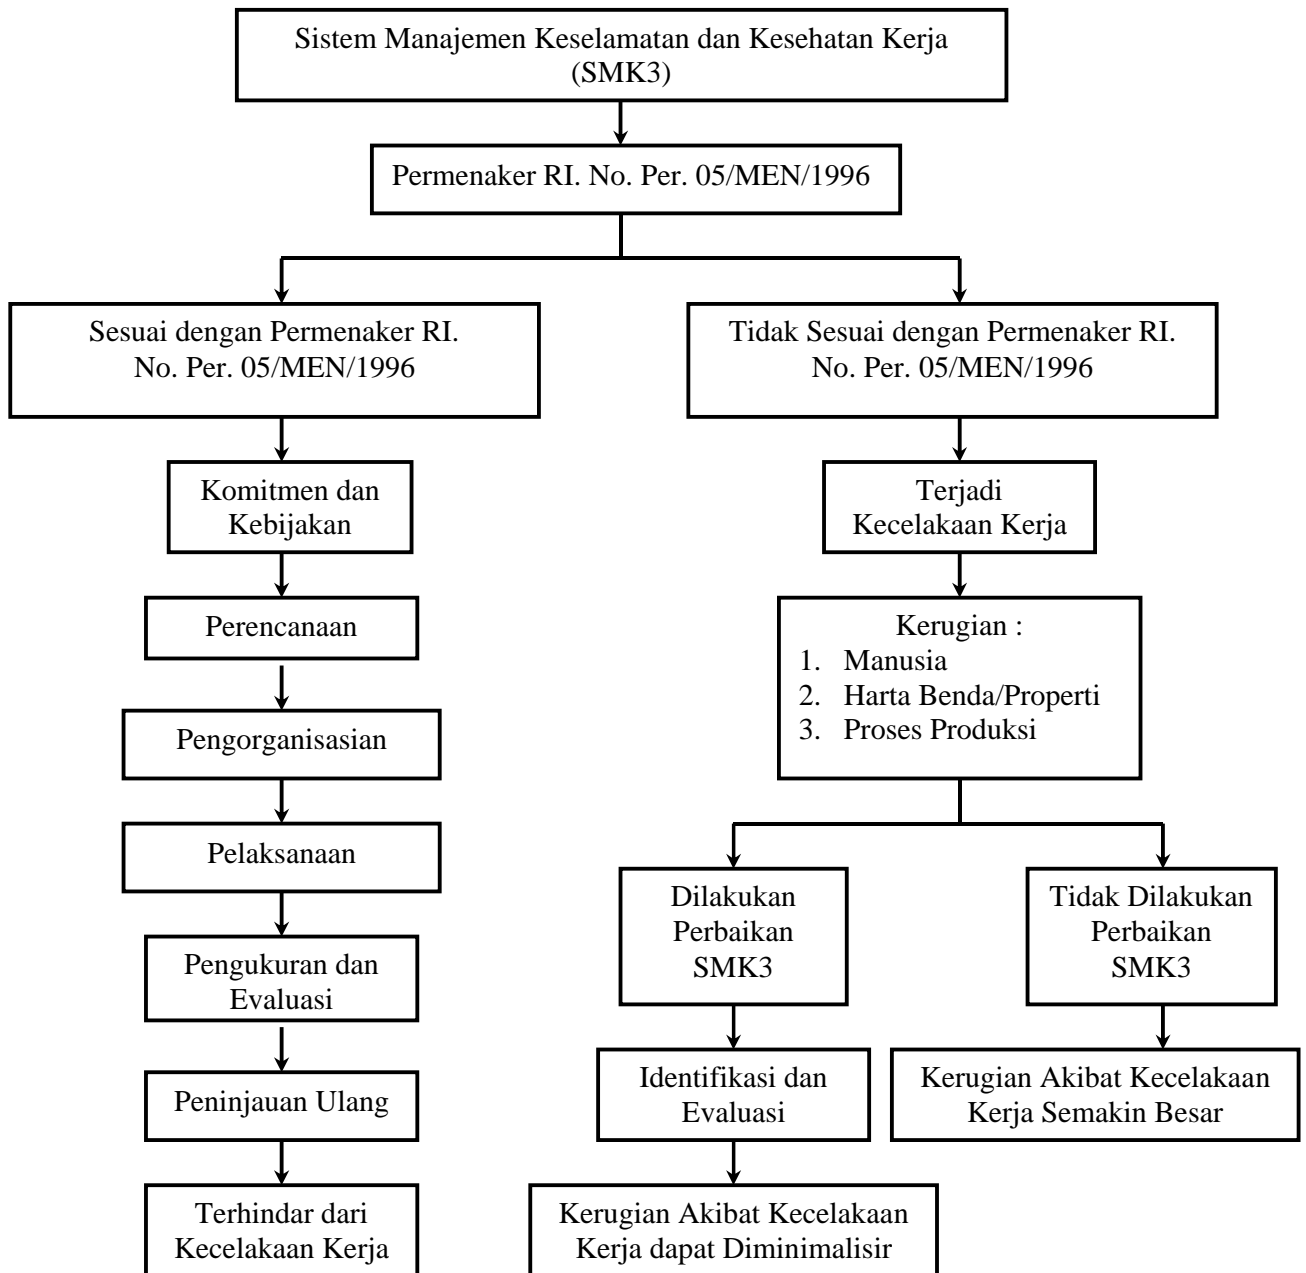 Sistem Manajemen Keselamatan dan Kesehatan Kerja
(SMK3)
Permenaker RI. No. Per. 05/MEN/1996
Sesuai dengan Permenaker RI.
No. Per. 05/MEN/1996
Tidak Sesuai dengan Permenaker RI.
No. Per. 05/MEN/1996
Komitmen dan
Kebijakan
Terjadi
Kecelakaan Kerja
Perencanaan
Kerugian :
1. Manusia
2. Harta Benda/Properti
3. Proses Produksi
Pengorganisasian
Pelaksanaan
Dilakukan
Perbaikan
SMK3
Tidak Dilakukan
Perbaikan
SMK3
Pengukuran dan
Evaluasi
Identifikasi dan
Evaluasi
Kerugian Akibat Kecelakaan
Kerja Semakin Besar
Peninjauan Ulang
Terhindar dari
Kecelakaan Kerja
Kerugian Akibat Kecelakaan
Kerja dapat Diminimalisir